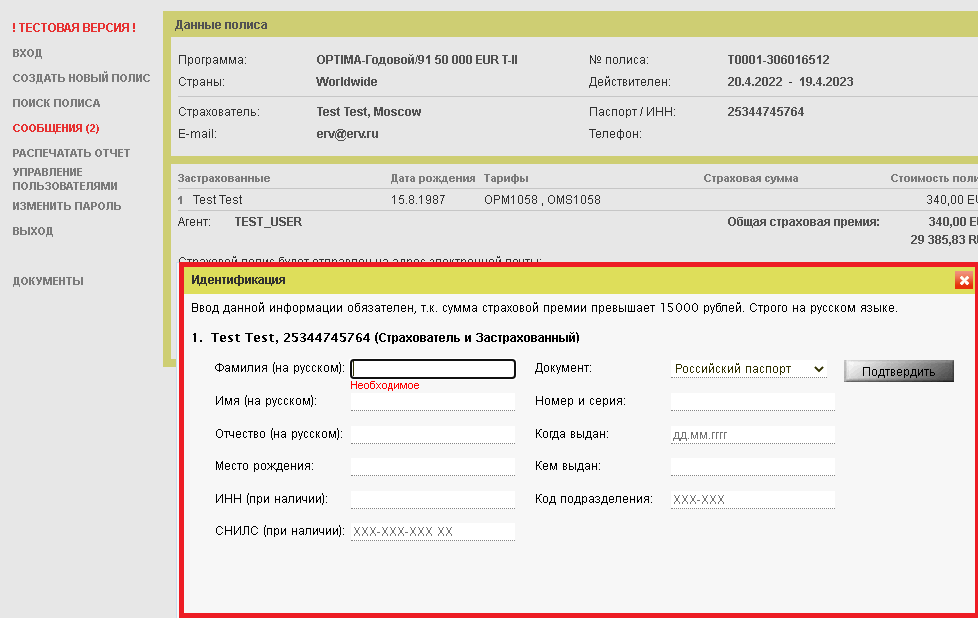 ! ТЕСТОВАЯ ВЕРСИЯ !
ВХОД
СОЗДАТЬ НОВЫЙ ПОЛИС
ПОИСК ПОЛИСА
СООБЩЕНИЯ (2)
РАСПЕЧАТАТЬ ОТЧЕТ
УПРАВЛЕНИЕ
ПОЛЬЗОВАТЕЛЯМИ
ИЗМЕНИТЬ ПАРОЛЬ
ВЫХОД
ДОКУМЕНТЫ
Данные полиса
Программа: OPTIMA-Годовой/91 50 000 EUR T-II № полиса: T0001-306016512
Страны: Worldwide Действителен: 20.4.2022 - 19.4.2023
Страхователь: Test Test, Moscow Паспорт / ИНН: 25344745764
E-mail: erv@erv.ru Телефон:
Застрахованные Дата рождения Тарифы Страховая сумма Стоимость поли
1 Test Test 15.8.1987 OPM1058 , OMS1058 340,00 EU
Агент: TEST_USER Общая страховая премия: 340,00 EU
29 385,83 RU
Страховой полис будет отправлен на адрес электронной почты:
Идентификация
Ввод данной информации обязателен, т.к. сумма страховой премии превышает 15000 рублей. Строго на русском языке.
1. Test Test, 25344745764 (Страхователь и Застрахованный)
Фамилия (на русском): Документ: Российский паспорт Подтвердить
Необходимое
Имя (на русском): Номер и серия:
Отчество (на русском): Когда выдан: дд.мм.гггг
Место рождения: Кем выдан:
ИНН (при наличии): Код подразделения: XXX-XXX
СНИЛС (при наличии): XXX-XXX-XXX XX